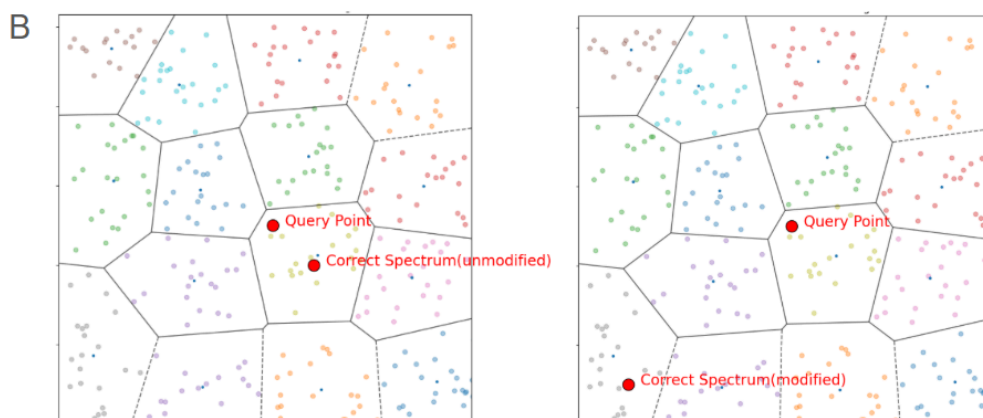 B
Query Point
Correct Spectrum(unmodified)
Query Point
Correct Spectrum(modified)